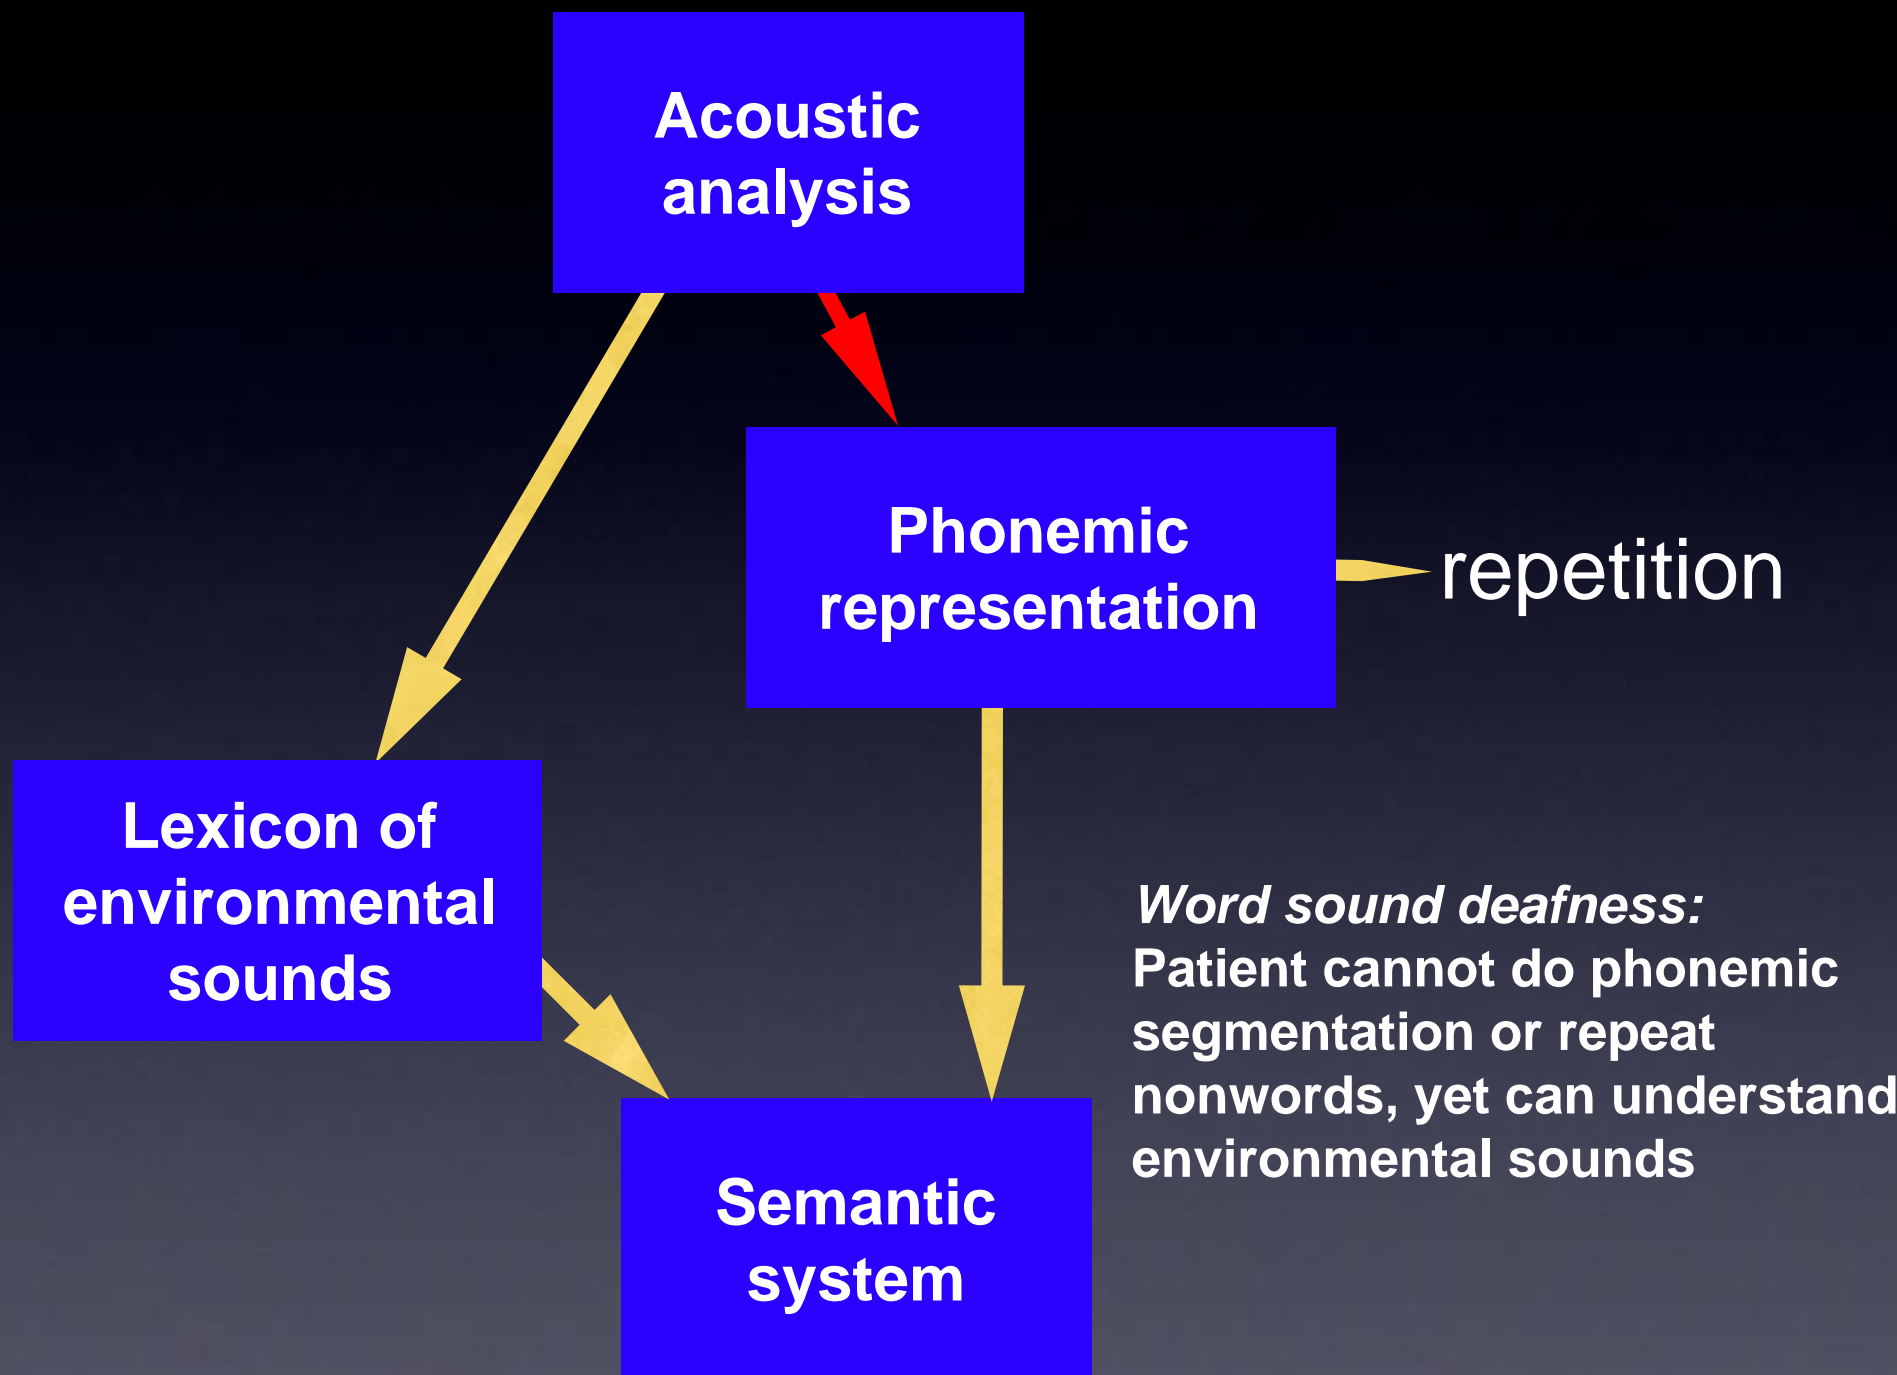 Acoustic
analysis
Phonemic
representation
repetition
Lexicon of
environmental
sounds
Word sound deafness:
Patient cannot do phonemic
segmentation or repeat
nonwords, yet can understand
environmental sounds
Semantic
system